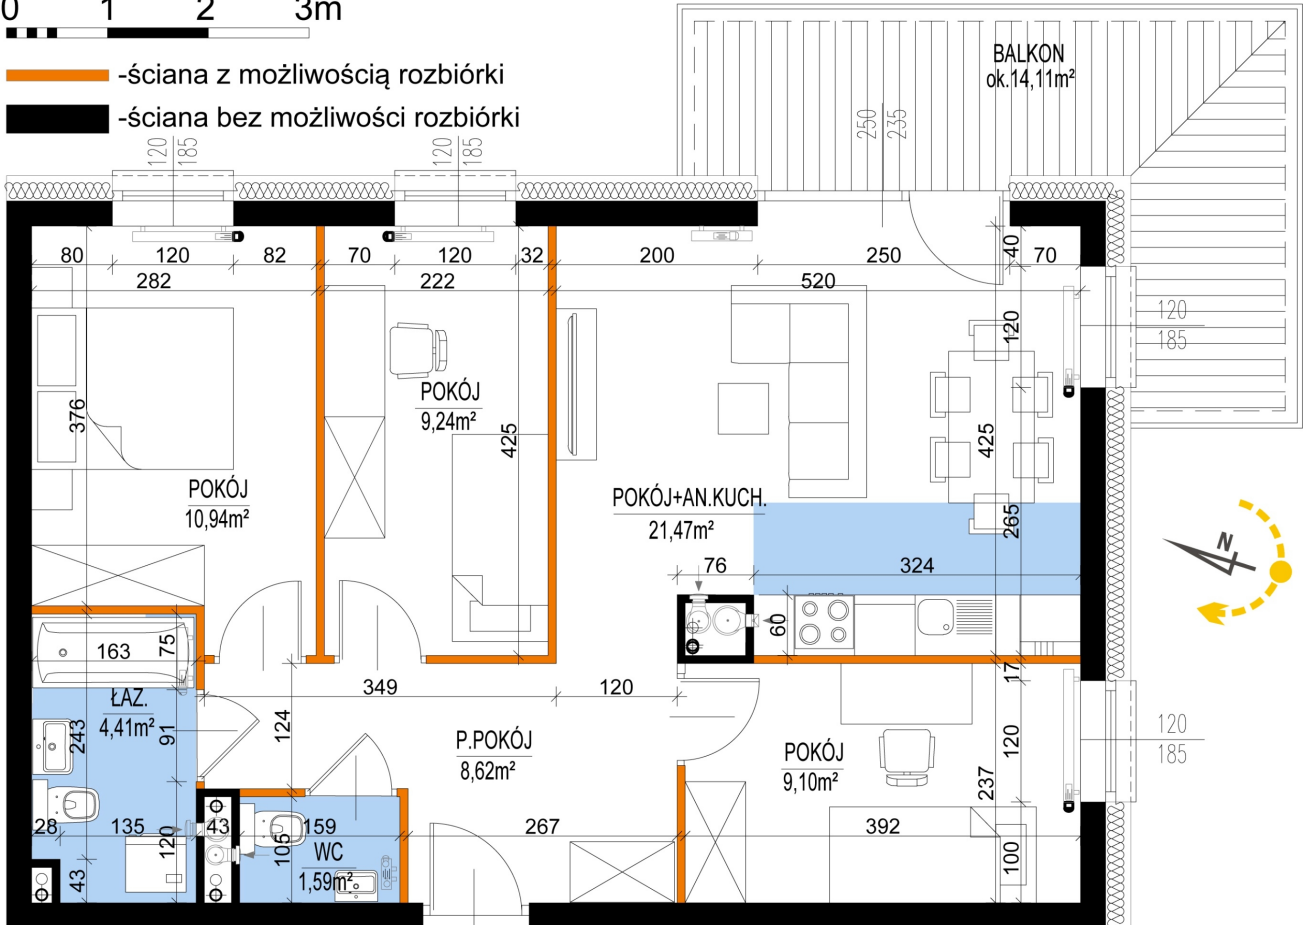 0 1 2 3m
-ściana z możliwością rozbiórki
-ściana bez możliwości rozbiórki
BALKON
ok.14,11m²
250
235
120
185
120
185
80 120 82 70 120 32 200 250 40 70
282 222 520
120
120
185
376
POKÓJ
9,24m²
425
425
POKÓJ
10,94m²
POKÓJ+AN.KUCH.
21,47m²
265
N
76 324
60
75
163
17
349 120
ŁAZ.
4,41m²
243
91
124
P.POKÓJ
8,62m²
POKÓJ
9,10m²
120
120
185
237
28 135 43 159 267 392
120
105
WC
1,59m²
43
100